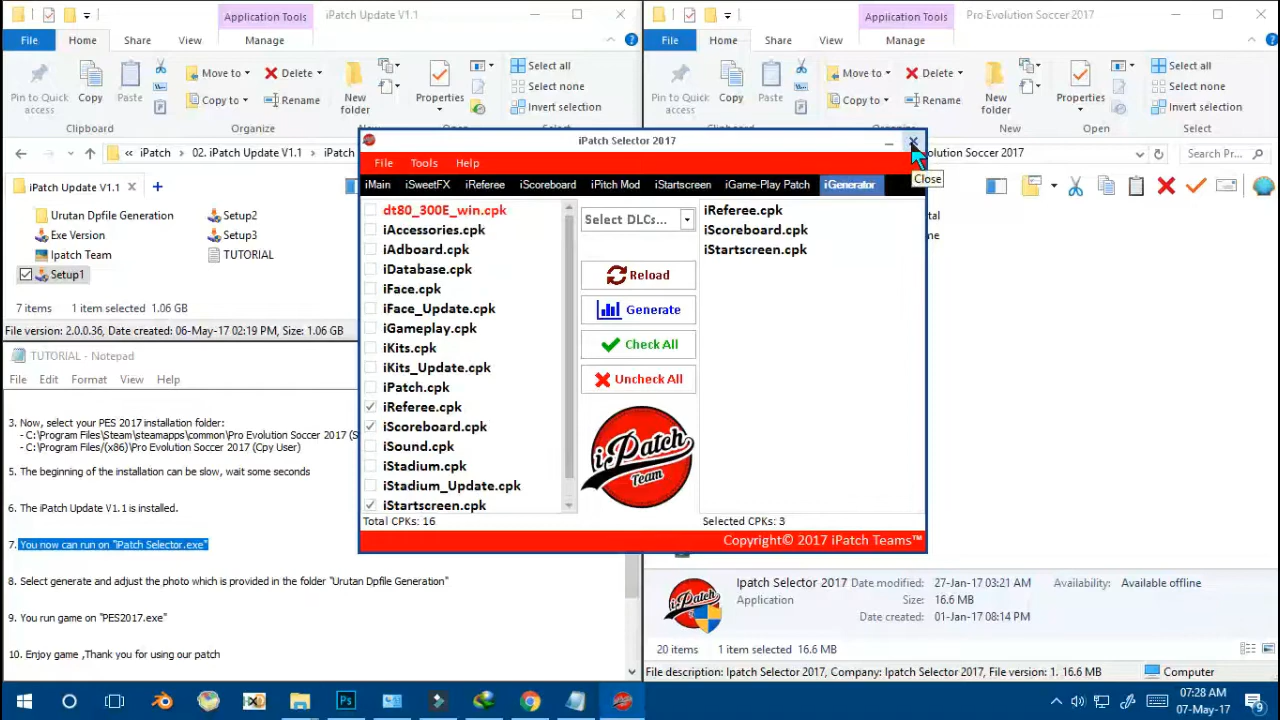 Application Tools
iPatch Update V1.1
File
Home
Share
View
Manage
Pin to Quick access
Copy
Paste
Move to
Copy to
Delete
Rename
New folder
Properties
Select all
Select none
Invert selection
Clipboard
Organize
New
Open
Select
« iPatch › 02. iPatch Update V1.1 › iPatch
iPatch Update V1.1
Urutan Dpfile Generation
Exe Version
Ipatch Team
Setup1
Setup2
Setup3
TUTORIAL
7 items
1 item selected 1.06 GB
File version: 2.0.0.36, Date created: 06-May-17 02:19 PM, Size: 1.06 GB
Application Tools
Pro Evolution Soccer 2017
File
Home
Share
View
Manage
Pin to Quick access
Copy
Paste
Move to
Copy to
Delete
Rename
New folder
Properties
Select all
Select none
Invert selection
Clipboard
Organize
New
Open
Select
olution Soccer 2017
Search Pr...
iPatch Selector 2017
Close
File
Tools
Help
iMain
iSweetFX
iReferee
iScoreboard
iPitch Mod
iStartscreen
iGame-Play Patch
iGenerator
dt80_300E_win.cpk
iAccessories.cpk
iAdboard.cpk
iDatabase.cpk
iFace.cpk
iFace_Update.cpk
iGameplay.cpk
iKits.cpk
iKits_Update.cpk
iPatch.cpk
iReferee.cpk
iScoreboard.cpk
iSound.cpk
iStadium.cpk
iStadium_Update.cpk
iStartscreen.cpk
Total CPKs: 16
Select DLCs...
Reload
Generate
Check All
Uncheck All
iPatch
Team
iReferee.cpk
iScoreboard.cpk
iStartscreen.cpk
Selected CPKs: 3
Copyright© 2017 iPatch Teams™
TUTORIAL - Notepad
File
Edit
Format
View
Help
3. Now, select your PES 2017 installation folder:
- C:\Program Files\Steam\steamapps\common\Pro Evolution Soccer 2017 (S
- C:\Program Files/(x86)\Pro Evolution Soccer 2017 (Cpy User)
5. The beginning of the installation can be slow, wait some seconds
6. The iPatch Update V1.1 is installed.
7. You now can run on "iPatch Selector.exe"
8. Select generate and adjust the photo which is provided in the folder "Urutan Dpfile Generation"
9. You run game on "PES2017.exe"
10. Enjoy game ,Thank you for using our patch
Ipatch Selector 2017
Application
Date modified: 27-Jan-17 03:21 AM
Size: 16.6 MB
Date created: 01-Jan-17 08:14 PM
Availability: Available offline
20 items
1 item selected 16.6 MB
File description: Ipatch Selector 2017, Company: Ipatch Selector 2017, File version: 1. 16.6 MB
Computer
07:28 AM
07-May-17